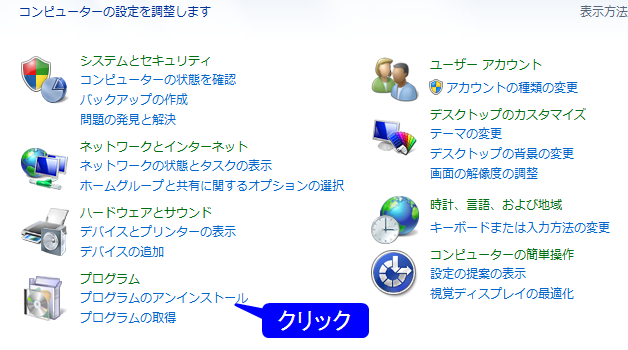 コンピューターの設定を調整します
表示方法
システムとセキュリティ
コンピューターの状態を確認
バックアップの作成
問題の発見と解決
ネットワークとインターネット
ネットワークの状態とタスクの表示
ホームグループと共有に関するオプションの選択
ハードウェアとサウンド
デバイスとプリンターの表示
デバイスの追加
プログラム
プログラムのアンインストール
プログラムの取得
クリック
ユーザー アカウント
アカウントの種類の変更
デスクトップのカスタマイズ
テーマの変更
デスクトップの背景の変更
画面の解像度の調整
時計、言語、および地域
キーボードまたは入力方法の変更
コンピューターの簡単操作
設定の提案の表示
視覚ディスプレイの最適化